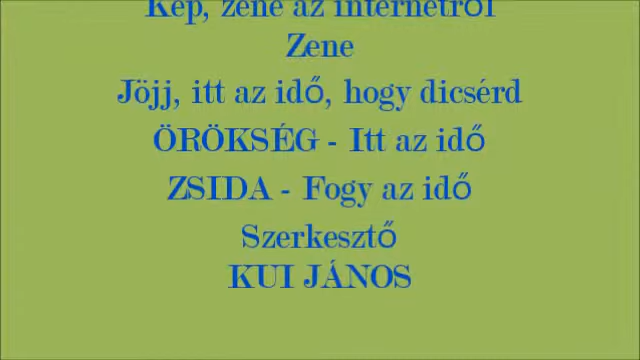 Kép, zene az internetről
Zene
Jöjj, itt az idő, hogy dicsérd
ÖRÖKSÉG - Itt az idő
ZSIDA - Fogy az idő
Szerkesztő
KUI JÁNOS